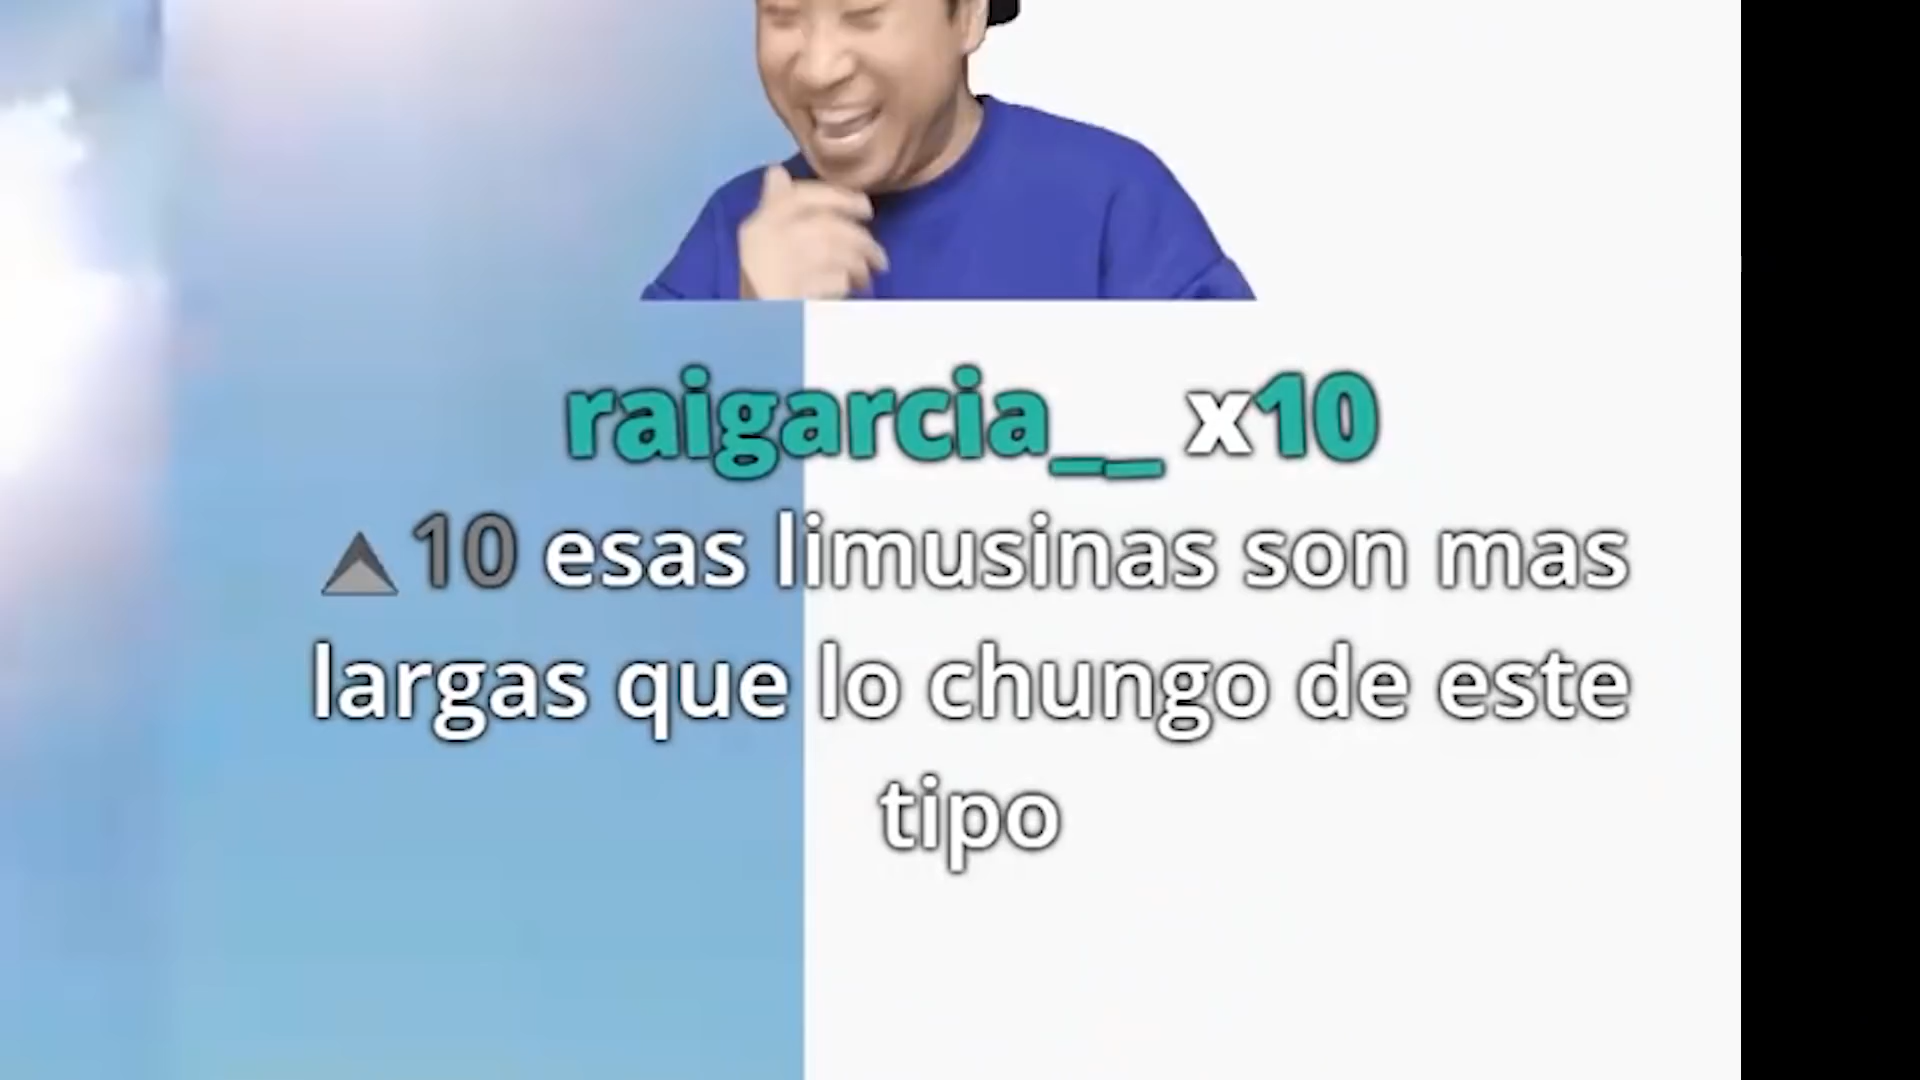 raigarcia__ x10
10 esas limusinas son mas
largas que lo chungo de este
tipo